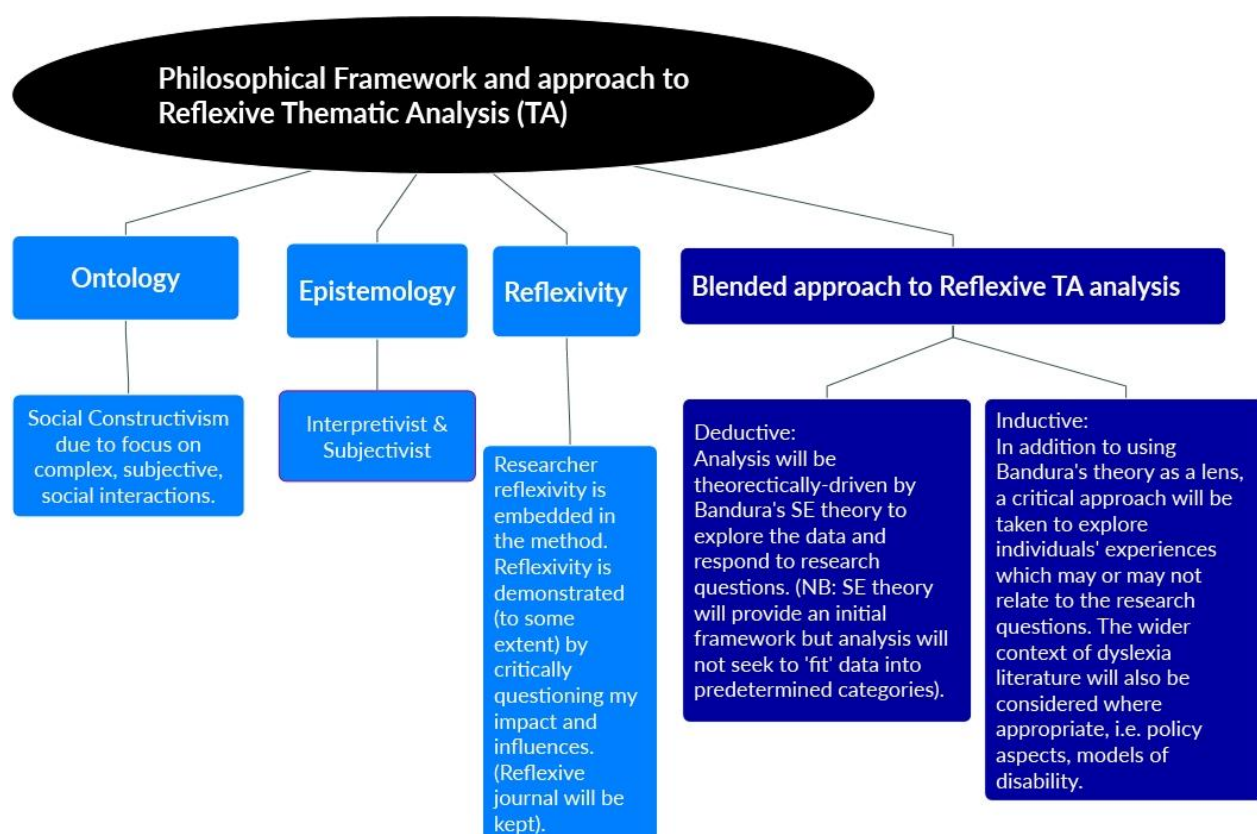 Philosophical Framework and approach to
Reflexive Thematic Analysis (TA)
Ontology
Social Constructivism
due to focus on
complex, subjective,
social interactions.
Epistemology
Interpretivist &
Subjectivist
Reflexivity
Researcher
reflexivity is
embedded in
the method.
Reflexivity is
demonstrated
(to some
extent) by
critically
questioning my
impact and
influences.
(Reflexive
journal will be
kept).
Blended approach to Reflexive TA analysis
Deductive:
Analysis will be
theorectically-driven by
Bandura's SE theory to
explore the data and
respond to research
questions. (NB: SE theory
will provide an initial
framework but analysis will
not seek to 'fit' data into
predetermined categories).
Inductive:
In addition to using
Bandura's theory as a lens,
a critical approach will be
taken to explore
individuals' experiences
which may or may not
relate to the research
questions. The wider
context of dyslexia
literature will also be
considered where
appropriate, i.e. policy
aspects, models of
disability.